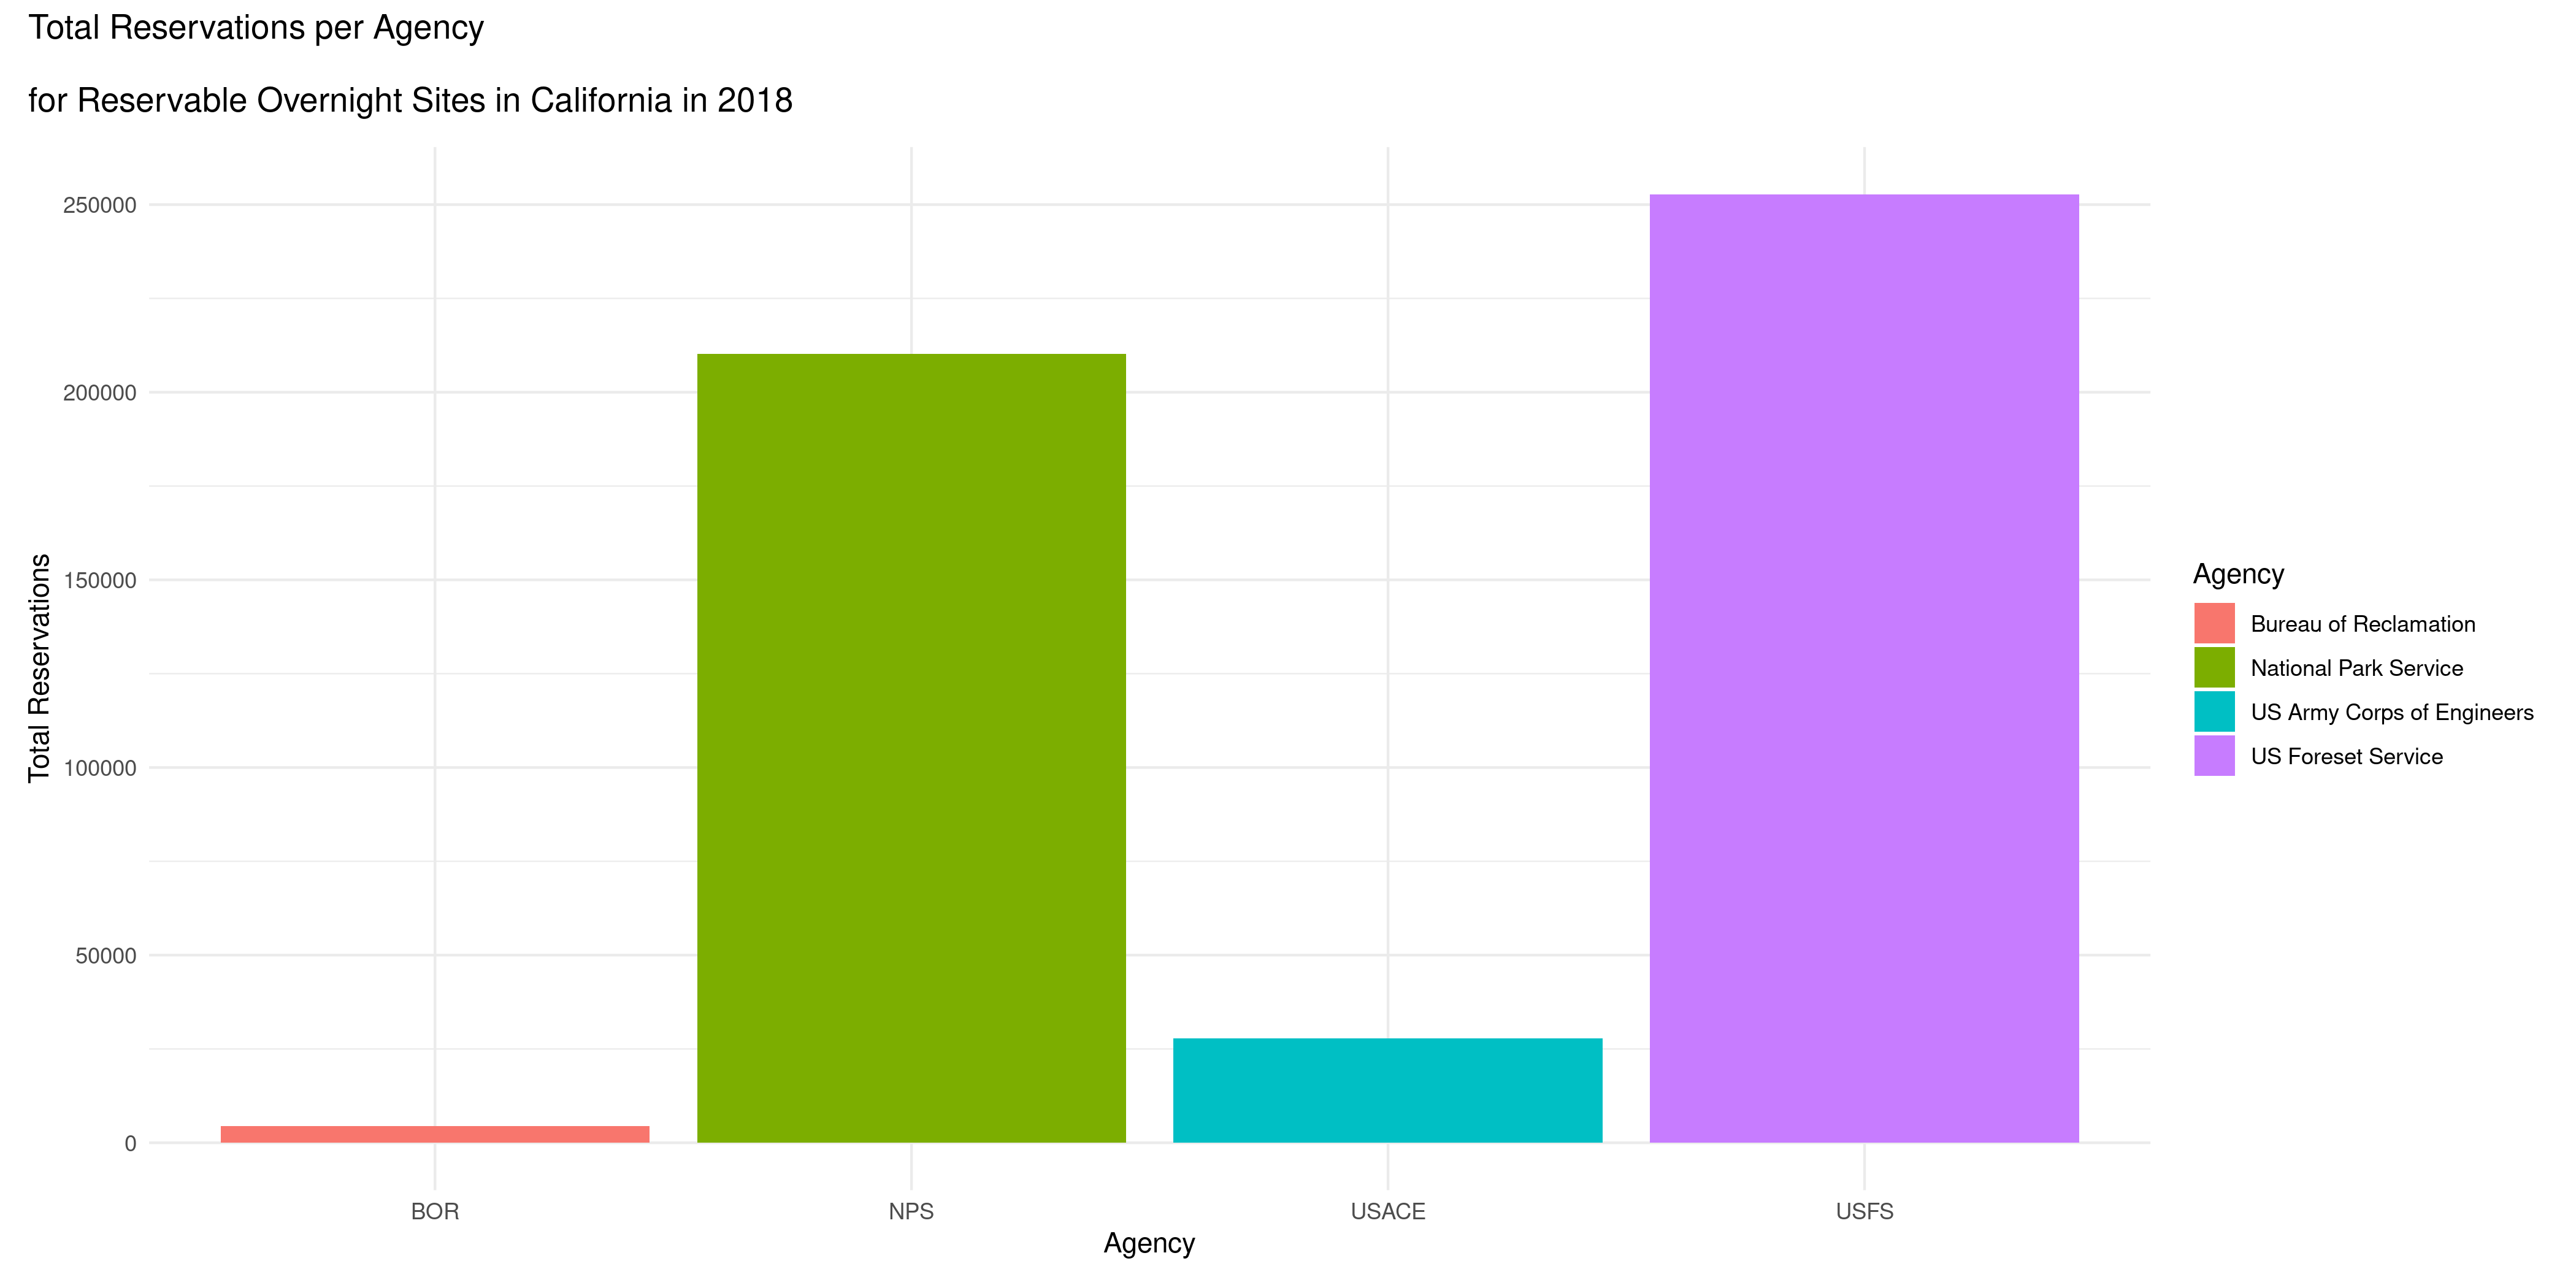 Total Reservations per Agency
for Reservable Overnight Sites in California in 2018
Total Reservations
250000
200000
150000
100000
50000
0
BOR
NPS
USACE
USFS
Agency
Agency
Bureau of Reclamation
National Park Service
US Army Corps of Engineers
US Foreset Service